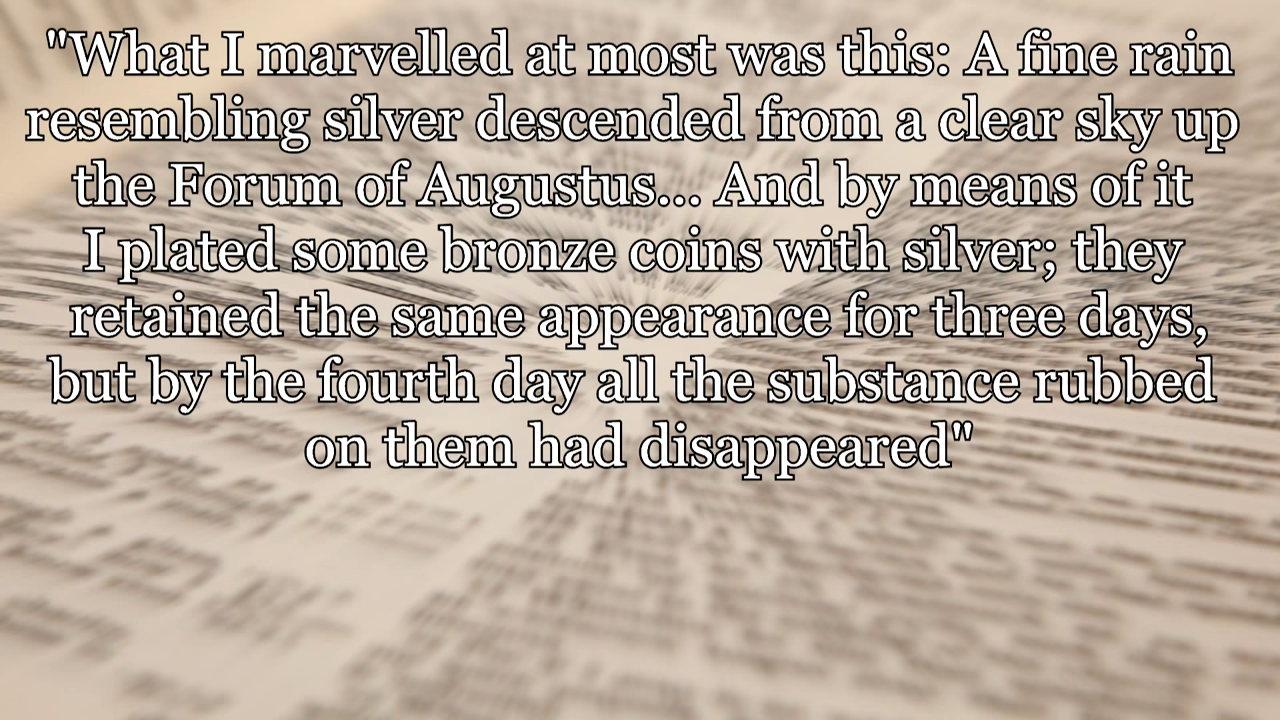 "What I marvelled at most was this: A fine rain
resembling silver descended from a clear sky up
the Forum of Augustus... And by means of it
I plated some bronze coins with silver; they
retained the same appearance for three days,
but by the fourth day all the substance rubbed
on them had disappeared"